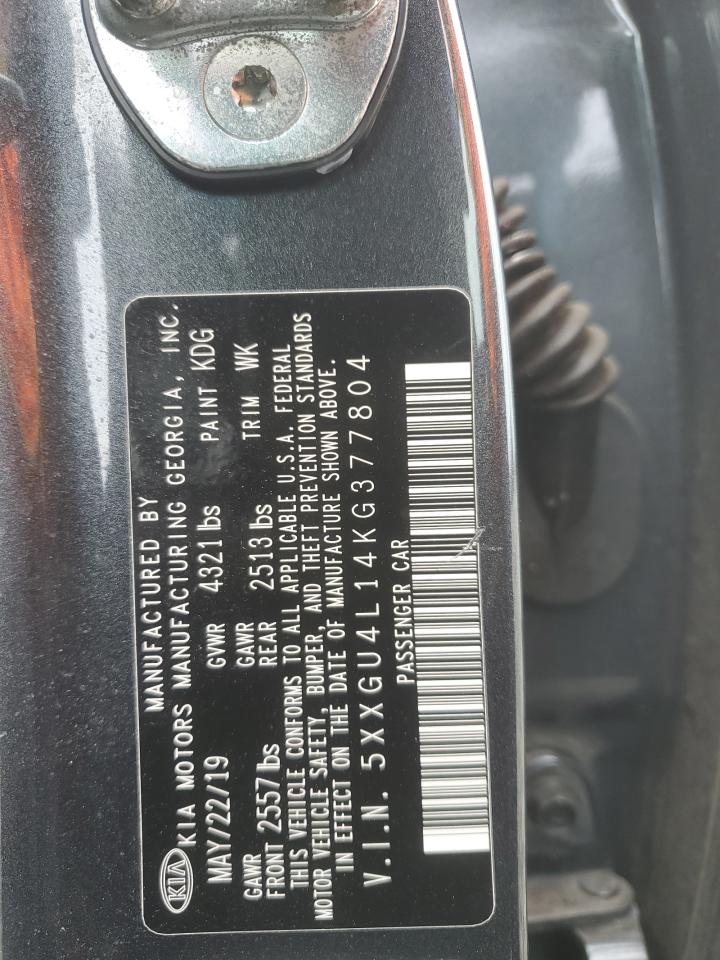 MANUFACTURED BY
KIA KIA MOTORS MANUFACTURING GEORGIA, INC.
MAY/22/19 GVWR 4321 lbs PAINT KDG
GAWR GAWR
FRONT 2557 lbs REAR 2513 lbs TRIM WK
THIS VEHICLE CONFORMS TO ALL APPLICABLE U.S.A. FEDERAL
MOTOR VEHICLE SAFETY, BUMPER, AND THEFT PREVENTION STANDARDS
IN EFFECT ON THE DATE OF MANUFACTURE SHOWN ABOVE.
V.I.N. 5XXGU4L14KG377804
PASSENGER CAR